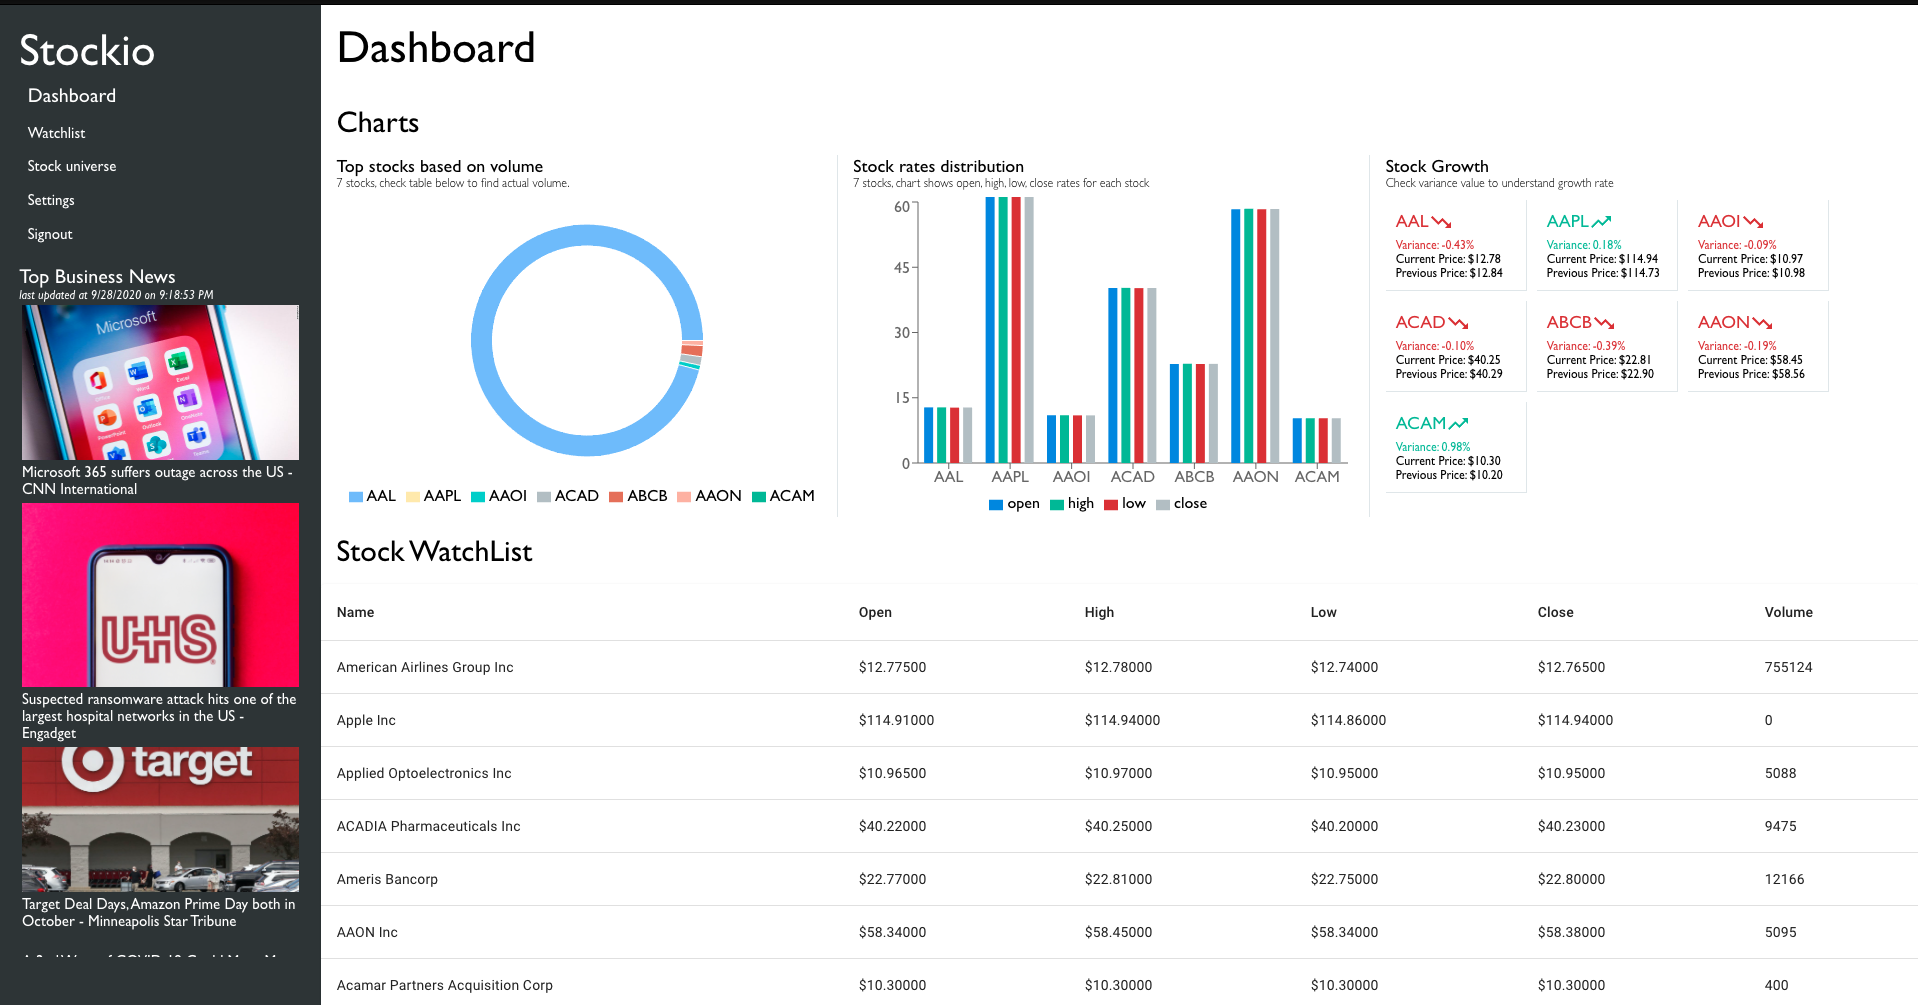 Stockio
Dashboard
Watchlist
Stock universe
Settings
Signout
Top Business News
last updated at 9/28/2020 on 9:18:53 PM
Microsoft
Office
Word
Excel
PowerPoint
Outlook
OneNote
Teams
Microsoft 365 suffers outage across the US -
CNN International
UHS
Suspected ransomware attack hits one of the
largest hospital networks in the US -
Engadget
target
Target Deal Days, Amazon Prime Day both in
October - Minneapolis Star Tribune
Dashboard
Charts
Top stocks based on volume
7 stocks, check table below to find actual volume.
AAL AAPL AAOI ACAD ABCB AAON ACAM
Stock rates distribution
7 stocks, chart shows open, high, low, close rates for each stock
60
45
30
15
0
AAL AAPL AAOI ACAD ABCB AAON ACAM
open high low close
Stock Growth
Check variance value to understand growth rate
AAL
Variance: -0.43%
Current Price: $12.78
Previous Price: $12.84
AAPL
Variance: 0.18%
Current Price: $114.94
Previous Price: $114.73
AAOI
Variance: -0.09%
Current Price: $10.97
Previous Price: $10.98
ACAD
Variance: -0.10%
Current Price: $40.25
Previous Price: $40.29
ABCB
Variance: -0.39%
Current Price: $22.81
Previous Price: $22.90
AAON
Variance: -0.19%
Current Price: $58.45
Previous Price: $58.56
ACAM
Variance: 0.98%
Current Price: $10.30
Previous Price: $10.20
Stock WatchList
Name Open High Low Close Volume
American Airlines Group Inc $12.77500 $12.78000 $12.74000 $12.76500 755124
Apple Inc $114.91000 $114.94000 $114.86000 $114.94000 0
Applied Optoelectronics Inc $10.96500 $10.97000 $10.95000 $10.95000 5088
ACADIA Pharmaceuticals Inc $40.22000 $40.25000 $40.20000 $40.23000 9475
Ameris Bancorp $22.77000 $22.81000 $22.75000 $22.80000 12166
AAON Inc $58.34000 $58.45000 $58.34000 $58.38000 5095
Acamar Partners Acquisition Corp $10.30000 $10.30000 $10.30000 $10.30000 400